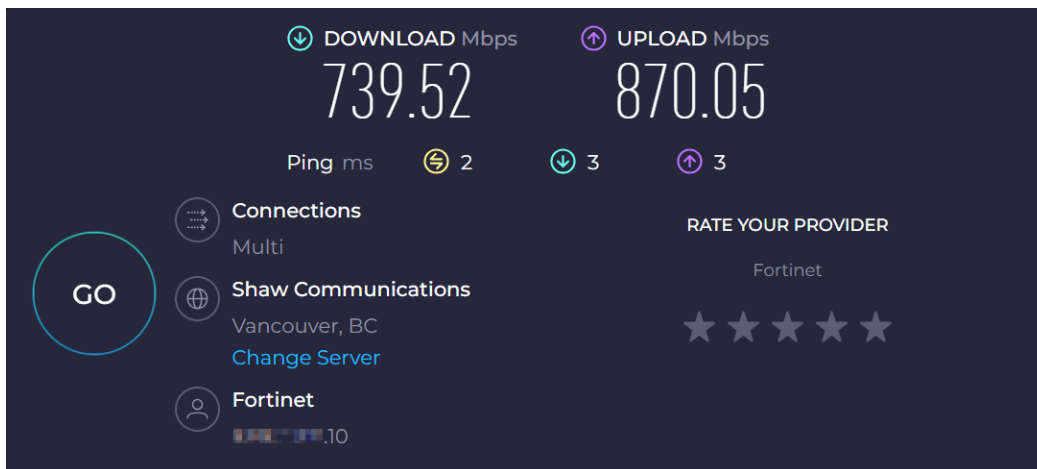 DOWNLOAD Mbps
739.52
UPLOAD Mbps
870.05
Ping ms 2 3 3
GO
Connections
Multi
Shaw Communications
Vancouver, BC
Change Server
Fortinet
.10
RATE YOUR PROVIDER
Fortinet